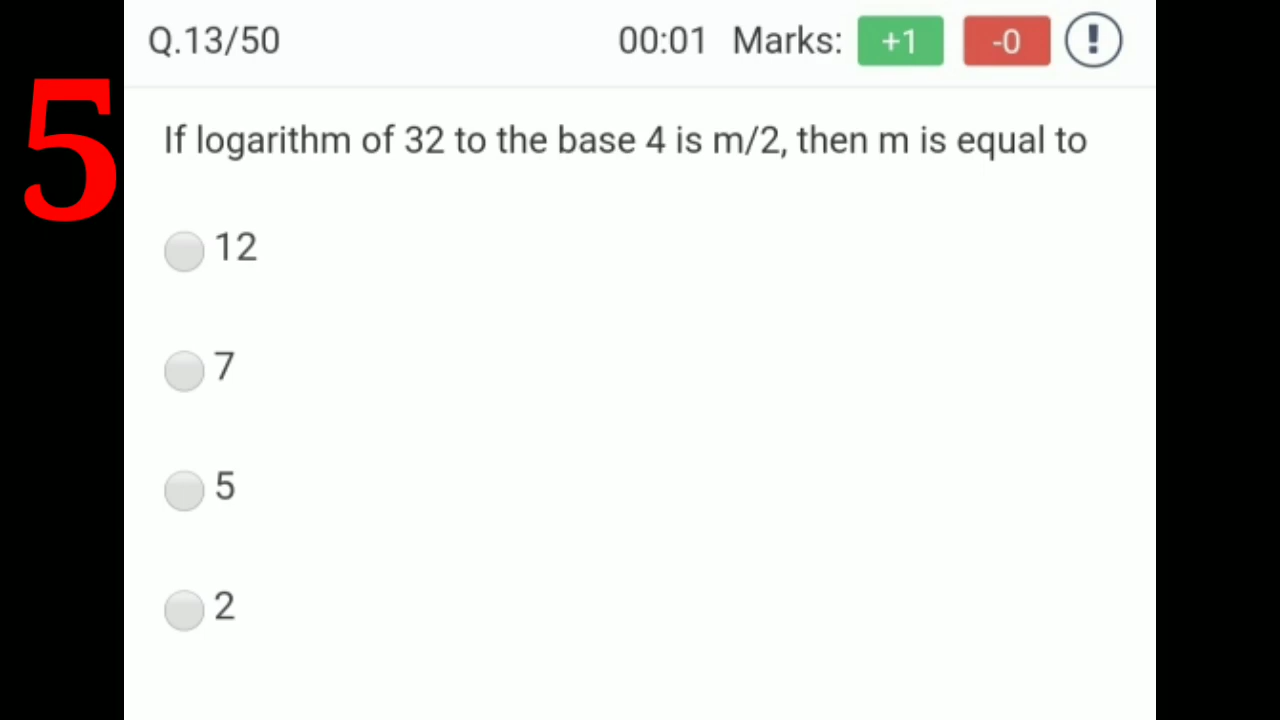 Q.13/50 00:01 Marks: +1 -0 !
5
If logarithm of 32 to the base 4 is m/2, then m is equal to
12
7
5
2